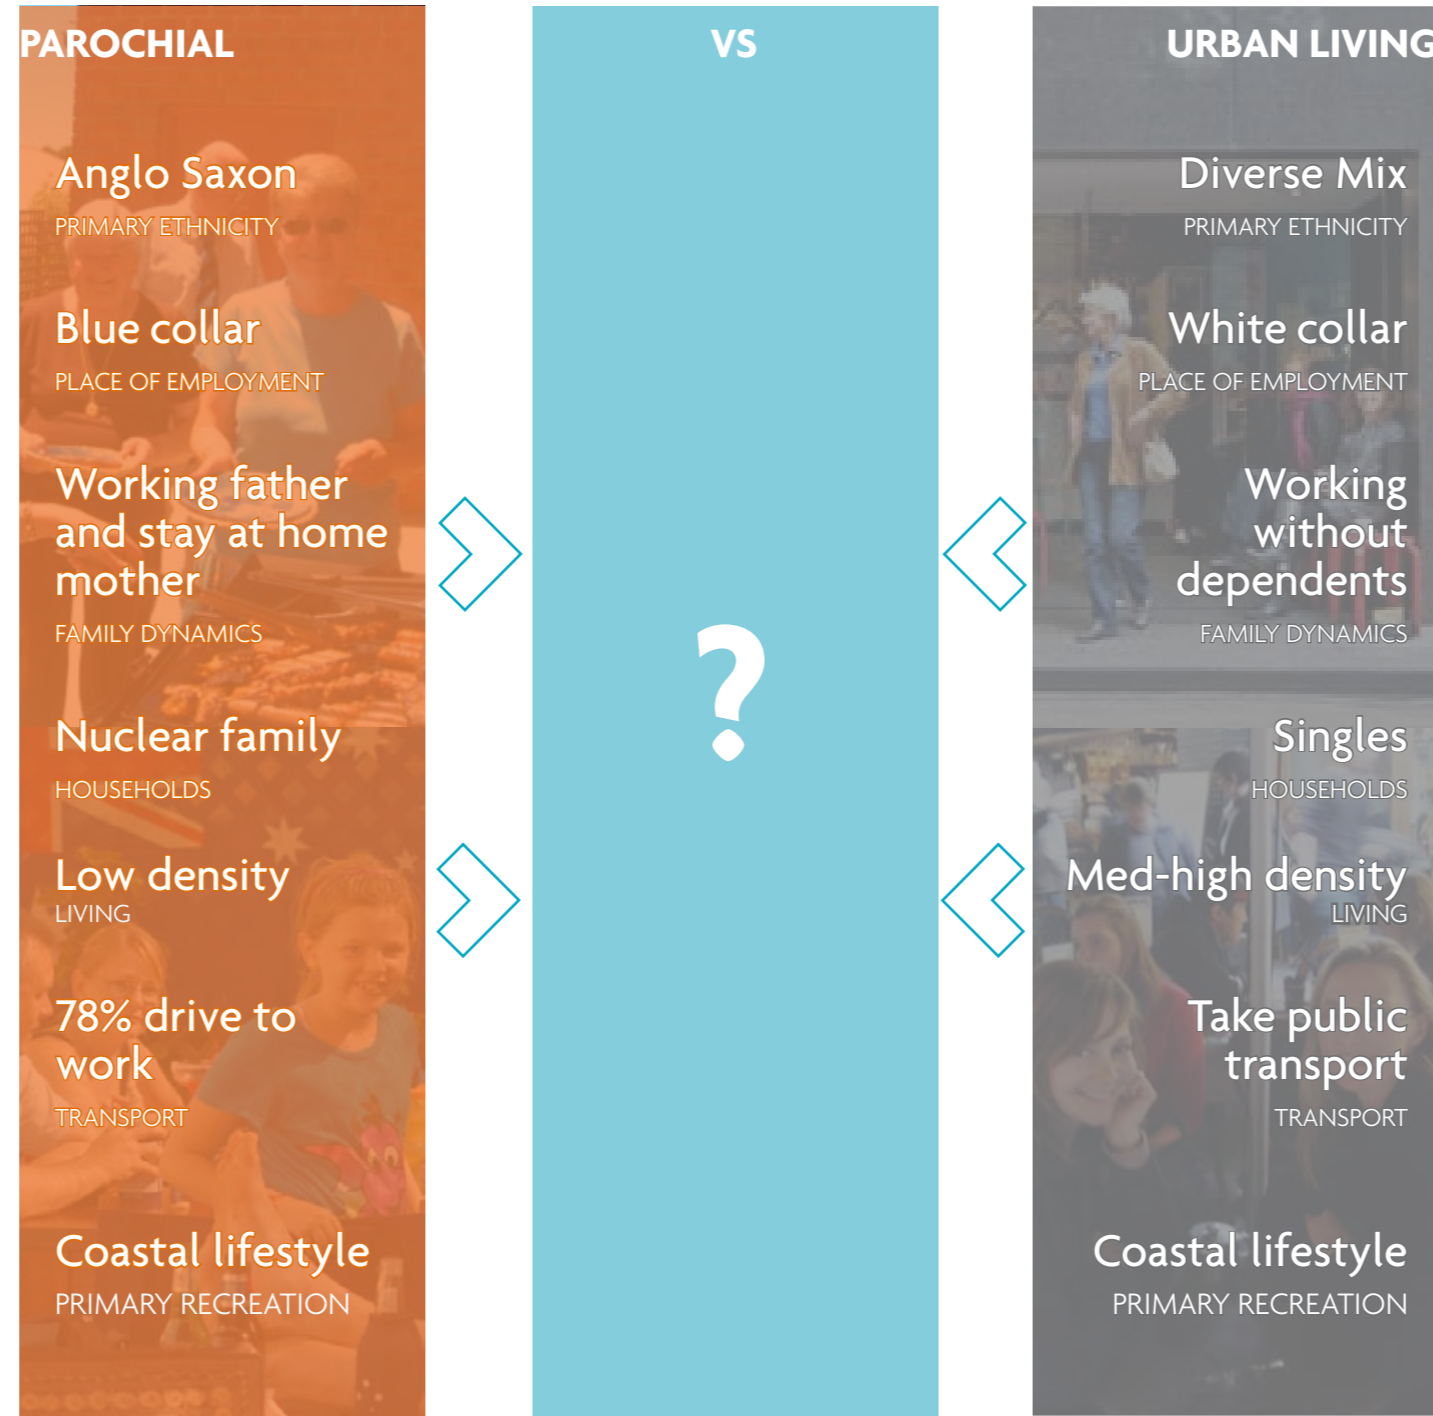 PAROCHIAL
Anglo Saxon
PRIMARY ETHNICITY
Blue collar
PLACE OF EMPLOYMENT
Working father
and stay at home
mother
FAMILY DYNAMICS
Nuclear family
HOUSEHOLDS
Low density
LIVING
78% drive to
work
TRANSPORT
Coastal lifestyle
PRIMARY RECREATION
VS
?
URBAN LIVING
Diverse Mix
PRIMARY ETHNICITY
White collar
PLACE OF EMPLOYMENT
Working
without
dependents
FAMILY DYNAMICS
Singles
HOUSEHOLDS
Med-high density
LIVING
Take public
transport
TRANSPORT
Coastal lifestyle
PRIMARY RECREATION